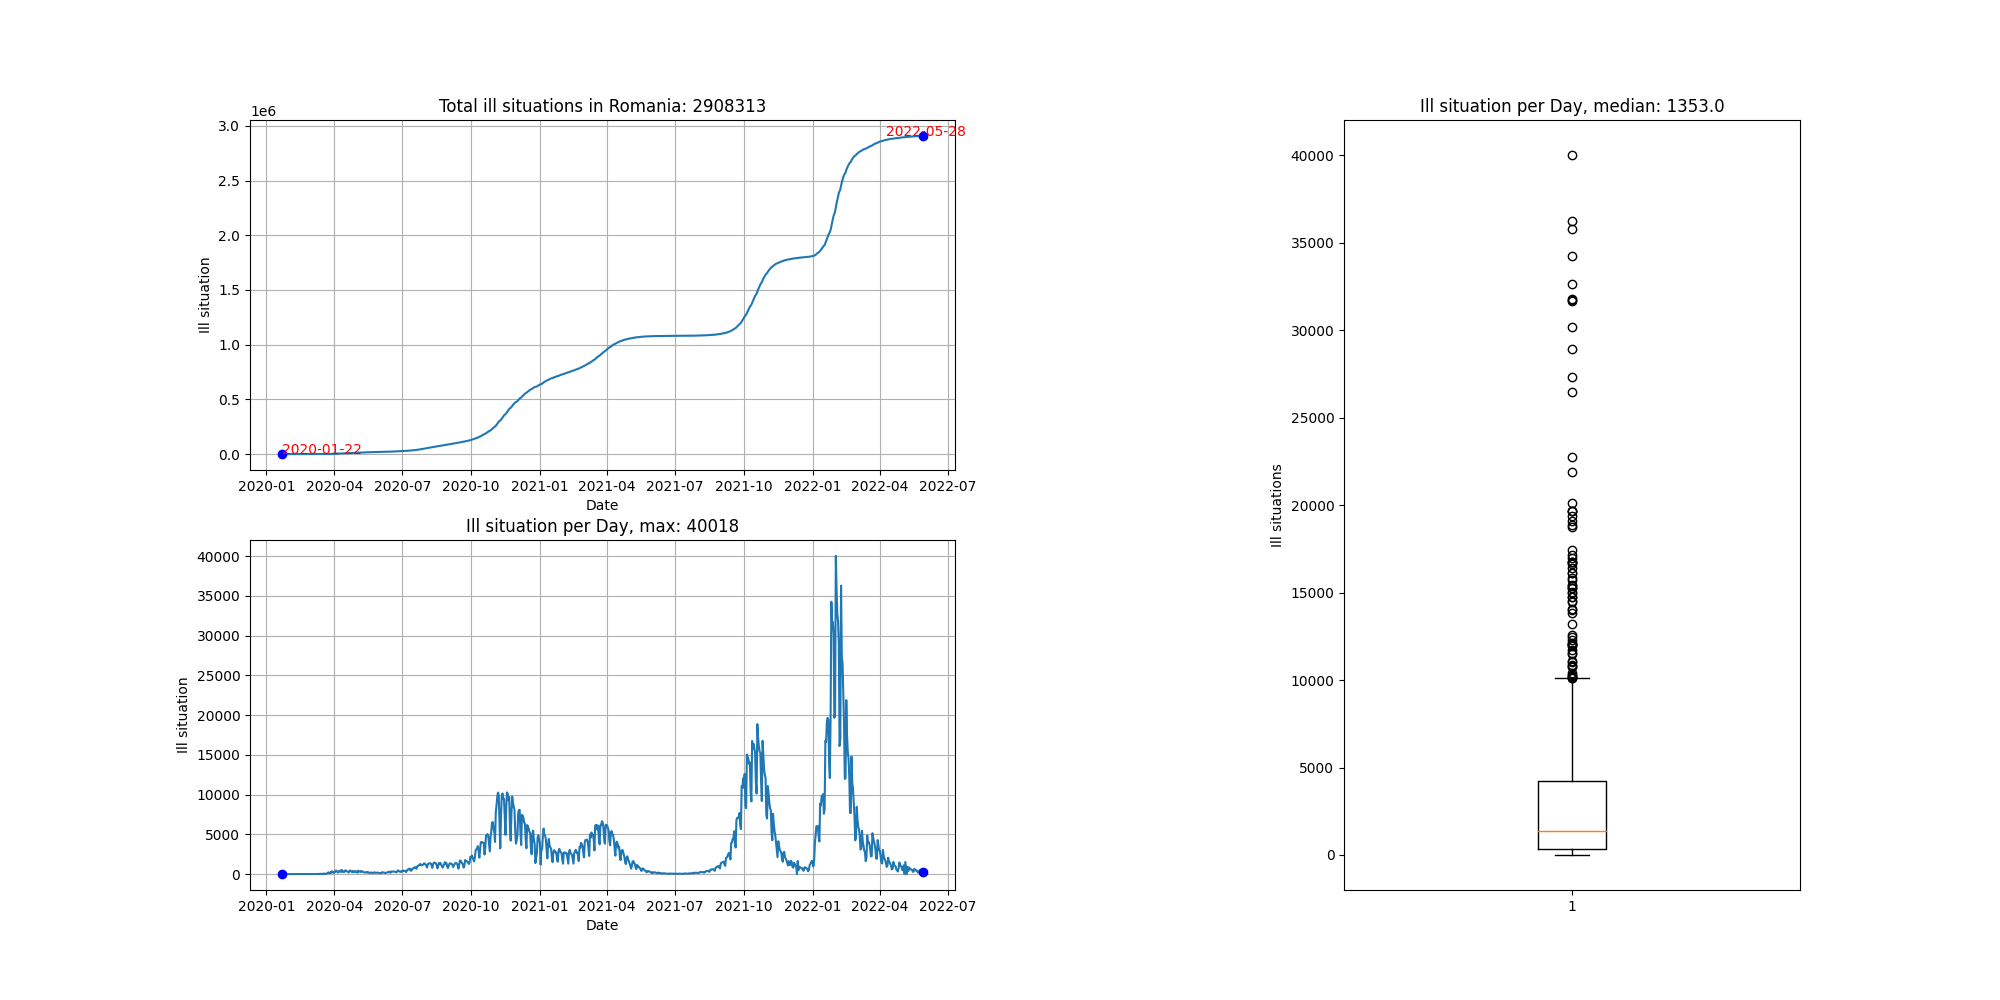 Total ill situations in Romania: 2908313
1e6
3.0
2.5
2.0
1.5
1.0
0.5
0.0
Ill situation
2020-01-22
2022-05-28
2020-01 2020-04 2020-07 2020-10 2021-01 2021-04 2021-07 2021-10 2022-01 2022-04 2022-07
Date
Ill situation per Day, max: 40018
40000
35000
30000
25000
20000
15000
10000
5000
0
Ill situation
2020-01 2020-04 2020-07 2020-10 2021-01 2021-04 2021-07 2021-10 2022-01 2022-04 2022-07
Date
Ill situation per Day, median: 1353.0
40000
35000
30000
25000
20000
15000
10000
5000
0
Ill situations
1